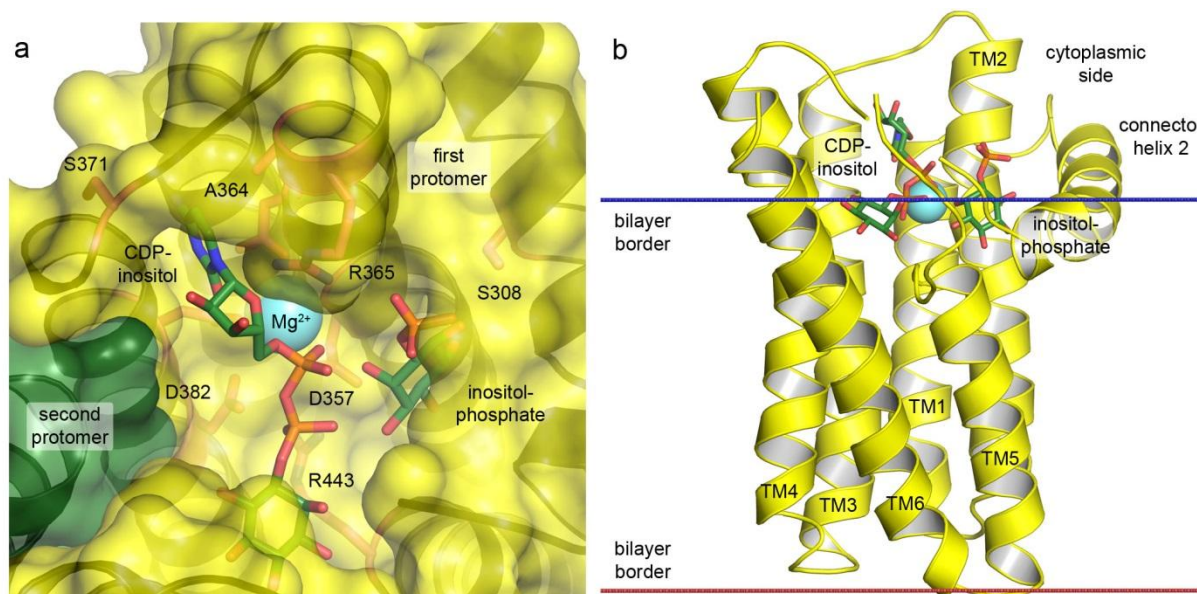 a
S371
A364
first
protomer
CDP-
inositol
R365
S308
Mg2+
D382
D357
inositol-
phosphate
second
protomer
R443
b
TM2
cytoplasmic
side
CDP-
inositol
connecto
helix 2
bilayer
border
inositol-
phosphate
TM1
TM5
TM4
TM3
TM6
bilayer
border